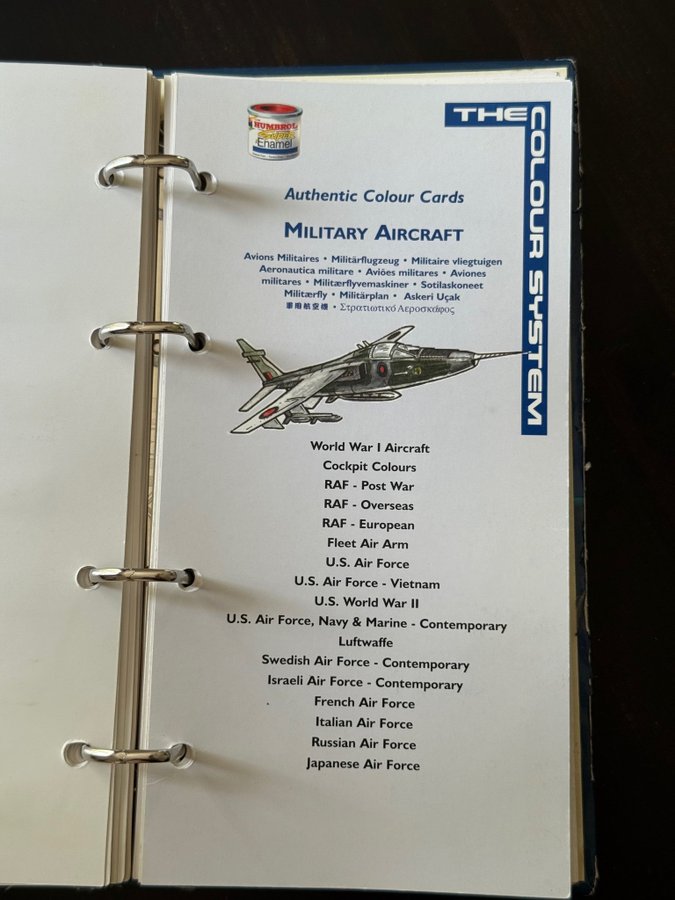 HUMBROL
Super
Enamel
THE
COLOUR SYSTEM
Authentic Colour Cards
MILITARY AIRCRAFT
Avions Militaires • Militärflugzeug • Militaire vliegtuigen
Aeronautica militare • Aviões militares • Aviones
militares • Militærflyvemaskiner • Sotilaskoneet
Militærfly • Militärplan • Askeri Uçak
軍用航空機 • Στρατιωτικό Αεροσκάφος
World War I Aircraft
Cockpit Colours
RAF - Post War
RAF - Overseas
RAF - European
Fleet Air Arm
U.S. Air Force
U.S. Air Force - Vietnam
U.S. World War II
U.S. Air Force, Navy & Marine - Contemporary
Luftwaffe
Swedish Air Force - Contemporary
Israeli Air Force - Contemporary
French Air Force
Italian Air Force
Russian Air Force
Japanese Air Force